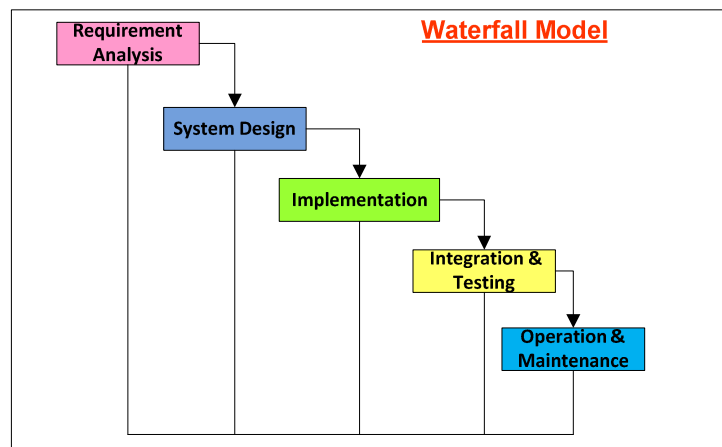 Waterfall Model
Requirement
Analysis
System Design
Implementation
Integration &
Testing
Operation &
Maintenance